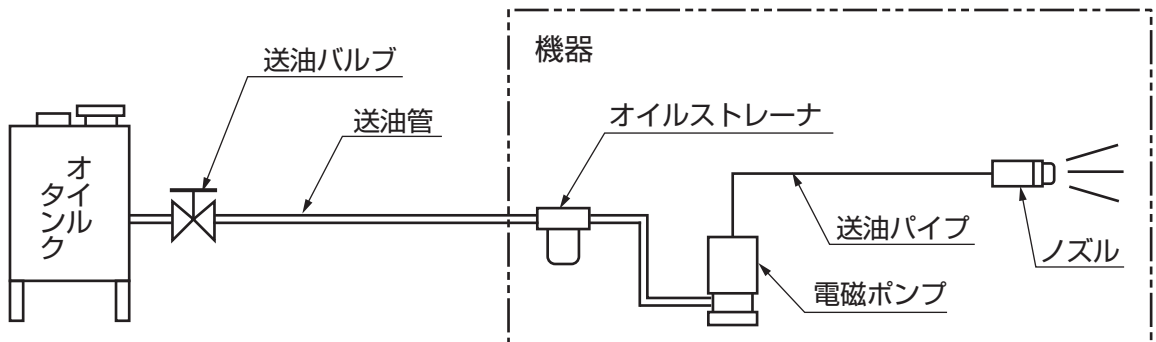 機器
送油バルブ
送油管
オイルストレーナ
オイル
タンク
送油パイプ
ノズル
電磁ポンプ